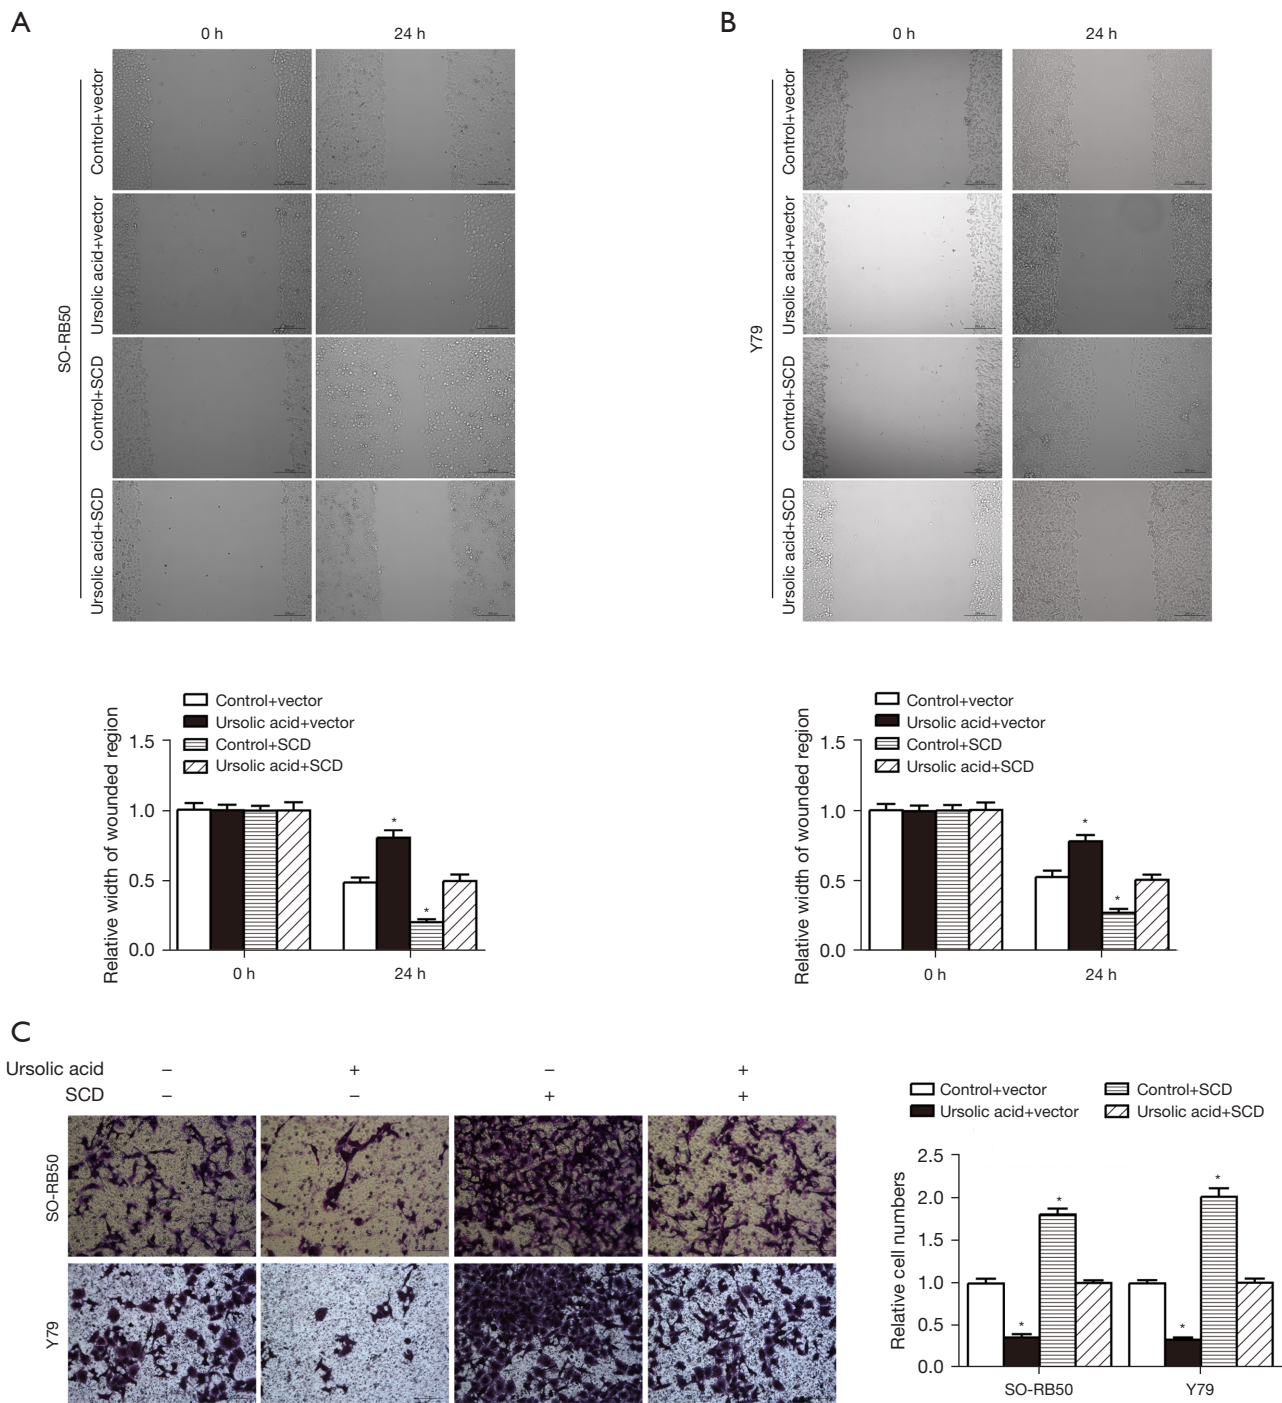 A
0 h
24 h
SO-RB50
Control+vector
Ursolic acid+vector
Control+SCD
Ursolic acid+SCD
B
0 h
24 h
Y79
Control+vector
Ursolic acid+vector
Control+SCD
Ursolic acid+SCD
Control+vector
Ursolic acid+vector
Control+SCD
Ursolic acid+SCD
Relative width of wounded region
1.5
1.0
0.5
0.0
*
*
0 h
24 h
Control+vector
Ursolic acid+vector
Control+SCD
Ursolic acid+SCD
Relative width of wounded region
1.5
1.0
0.5
0.0
*
*
0 h
24 h
C
Ursolic acid – + – +
SCD – – + +
SO-RB50
Y79
Control+vector
Ursolic acid+vector
Control+SCD
Ursolic acid+SCD
Relative cell numbers
2.5
2.0
1.5
1.0
0.5
0.0
*
*
*
*
SO-RB50
Y79